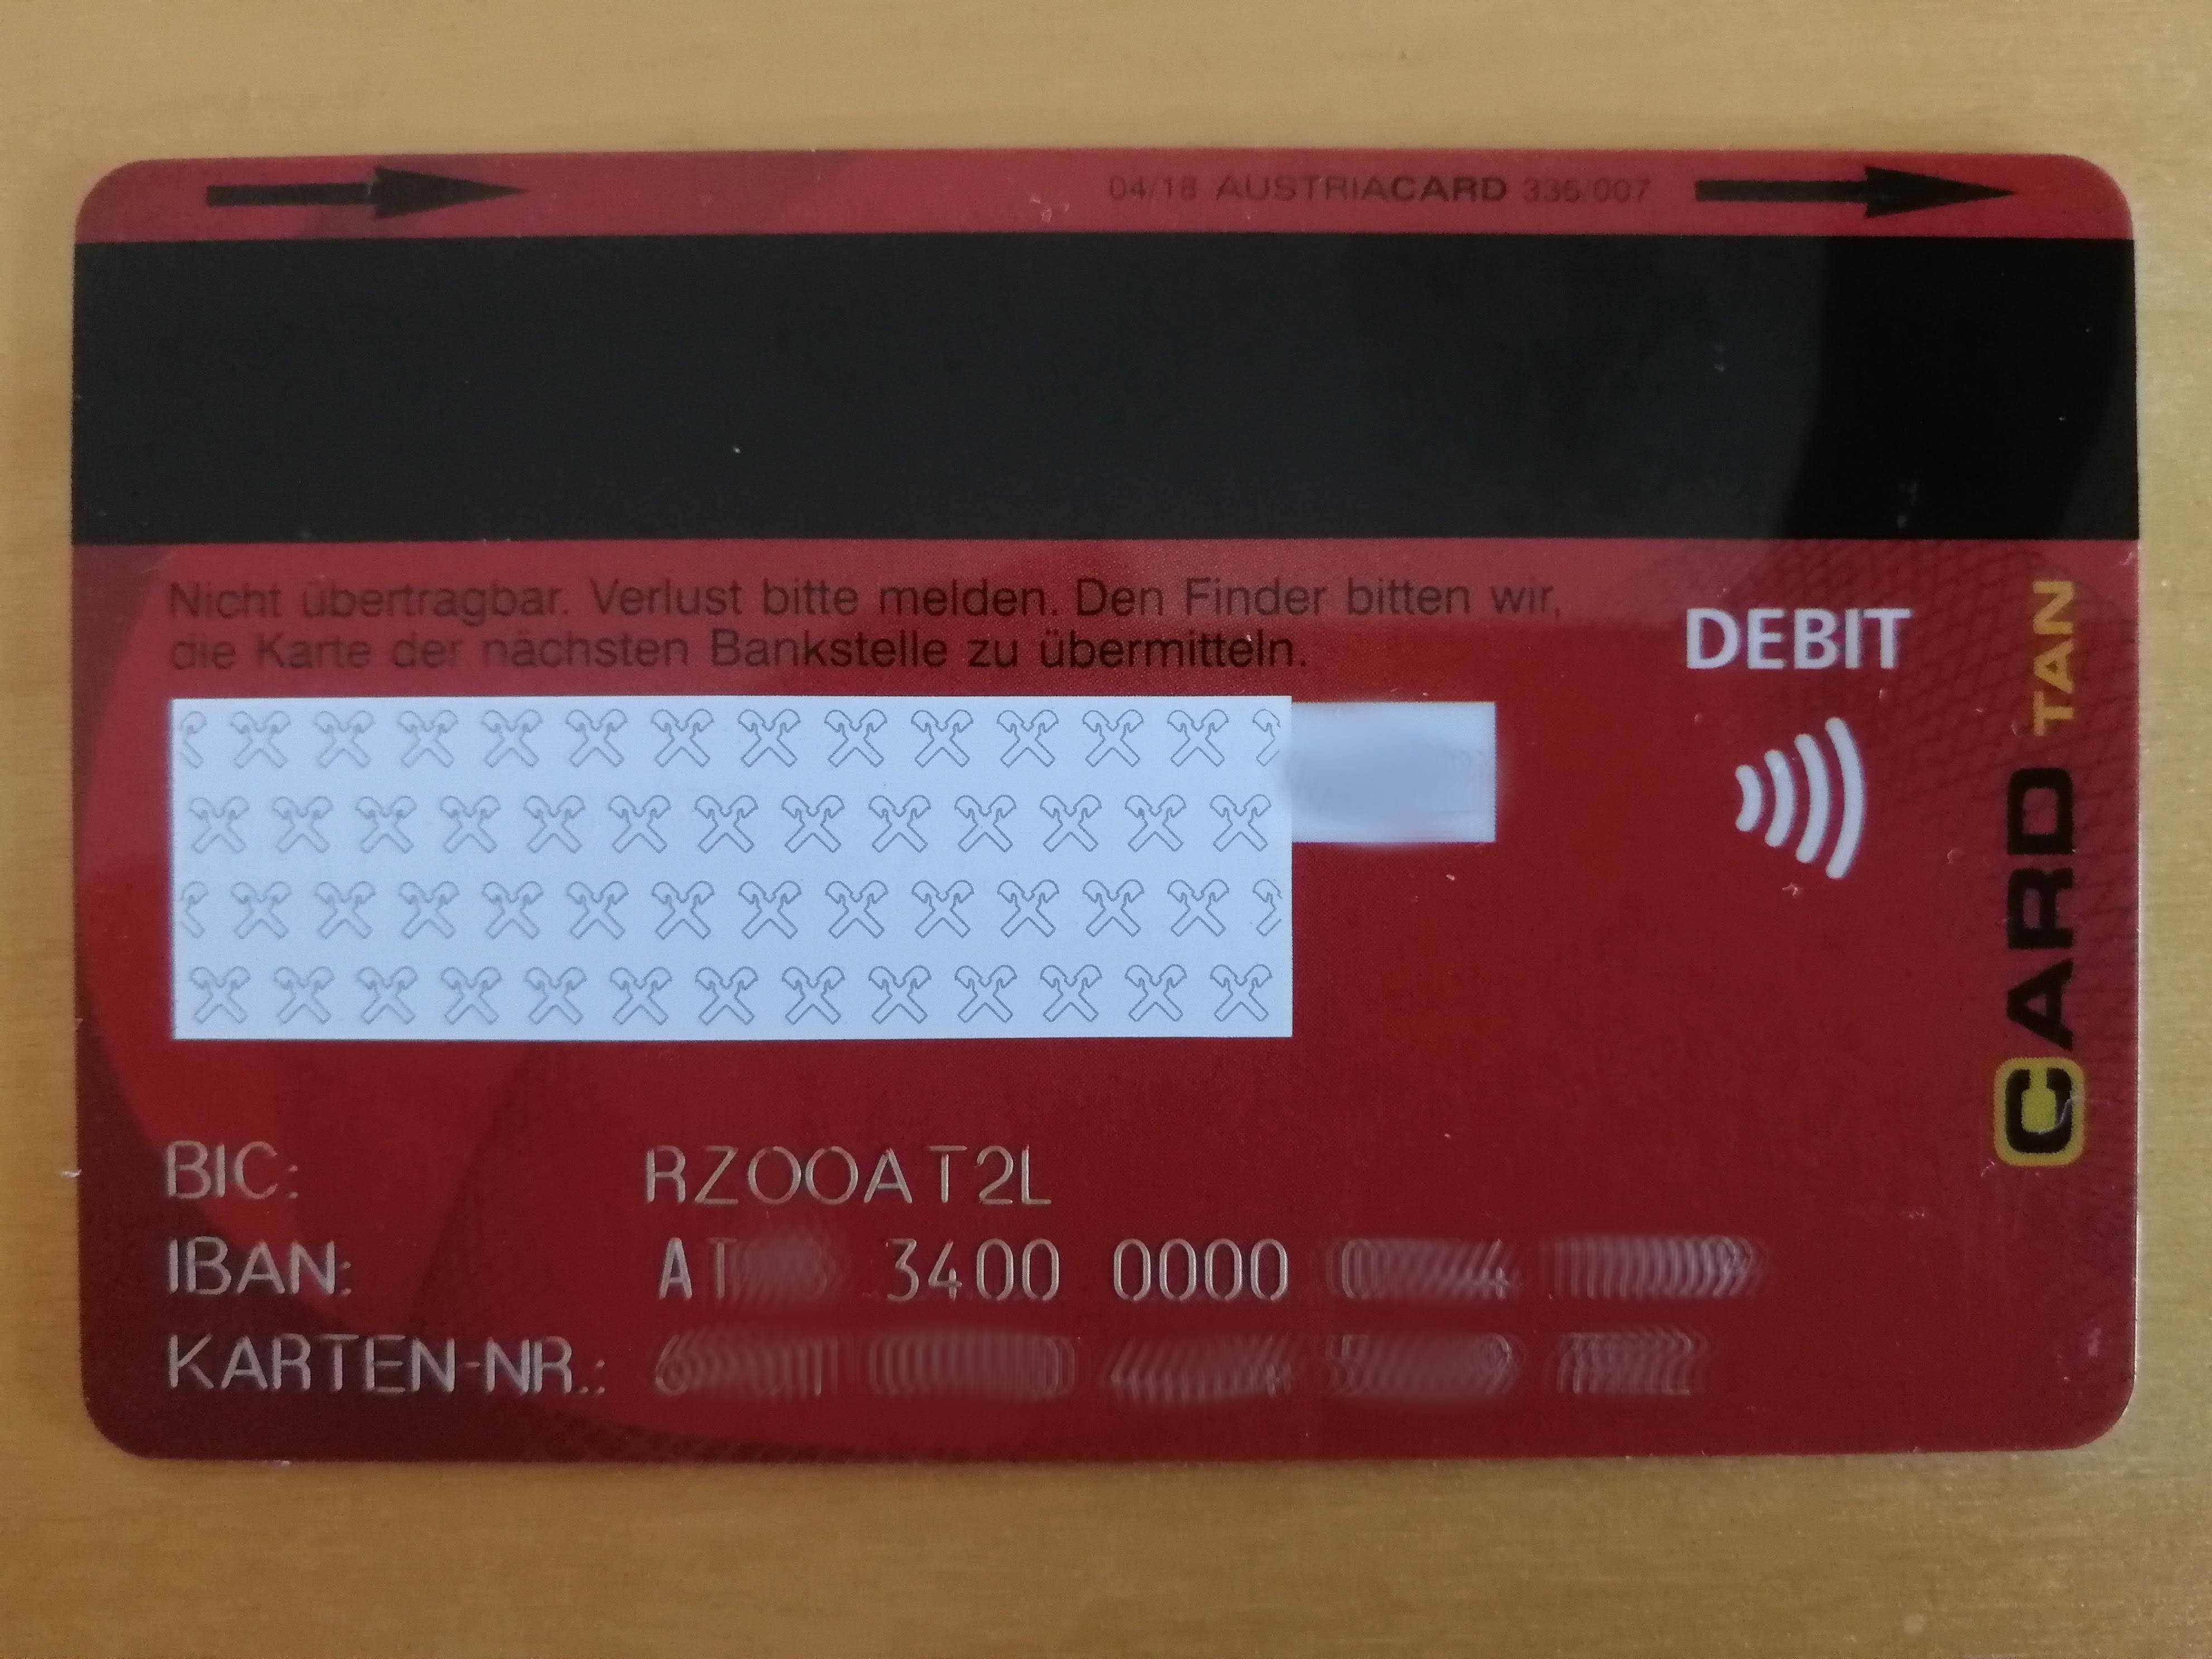 04/18 AUSTRIACARD 336/007
Nicht übertragbar. Verlust bitte melden. Den Finder bitten wir,
die Karte der nächsten Bankstelle zu übermitteln.
DEBIT
CARD TAN
BIC: RZOOAT2L
IBAN: AT 3400 0000
KARTEN-NR.: